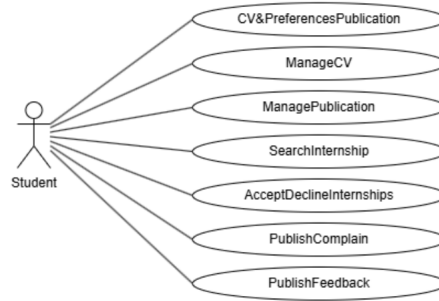 CV&PreferencesPublication
ManageCV
ManagePublication
SearchInternship
Student
AcceptDeclineInternships
PublishComplain
PublishFeedback